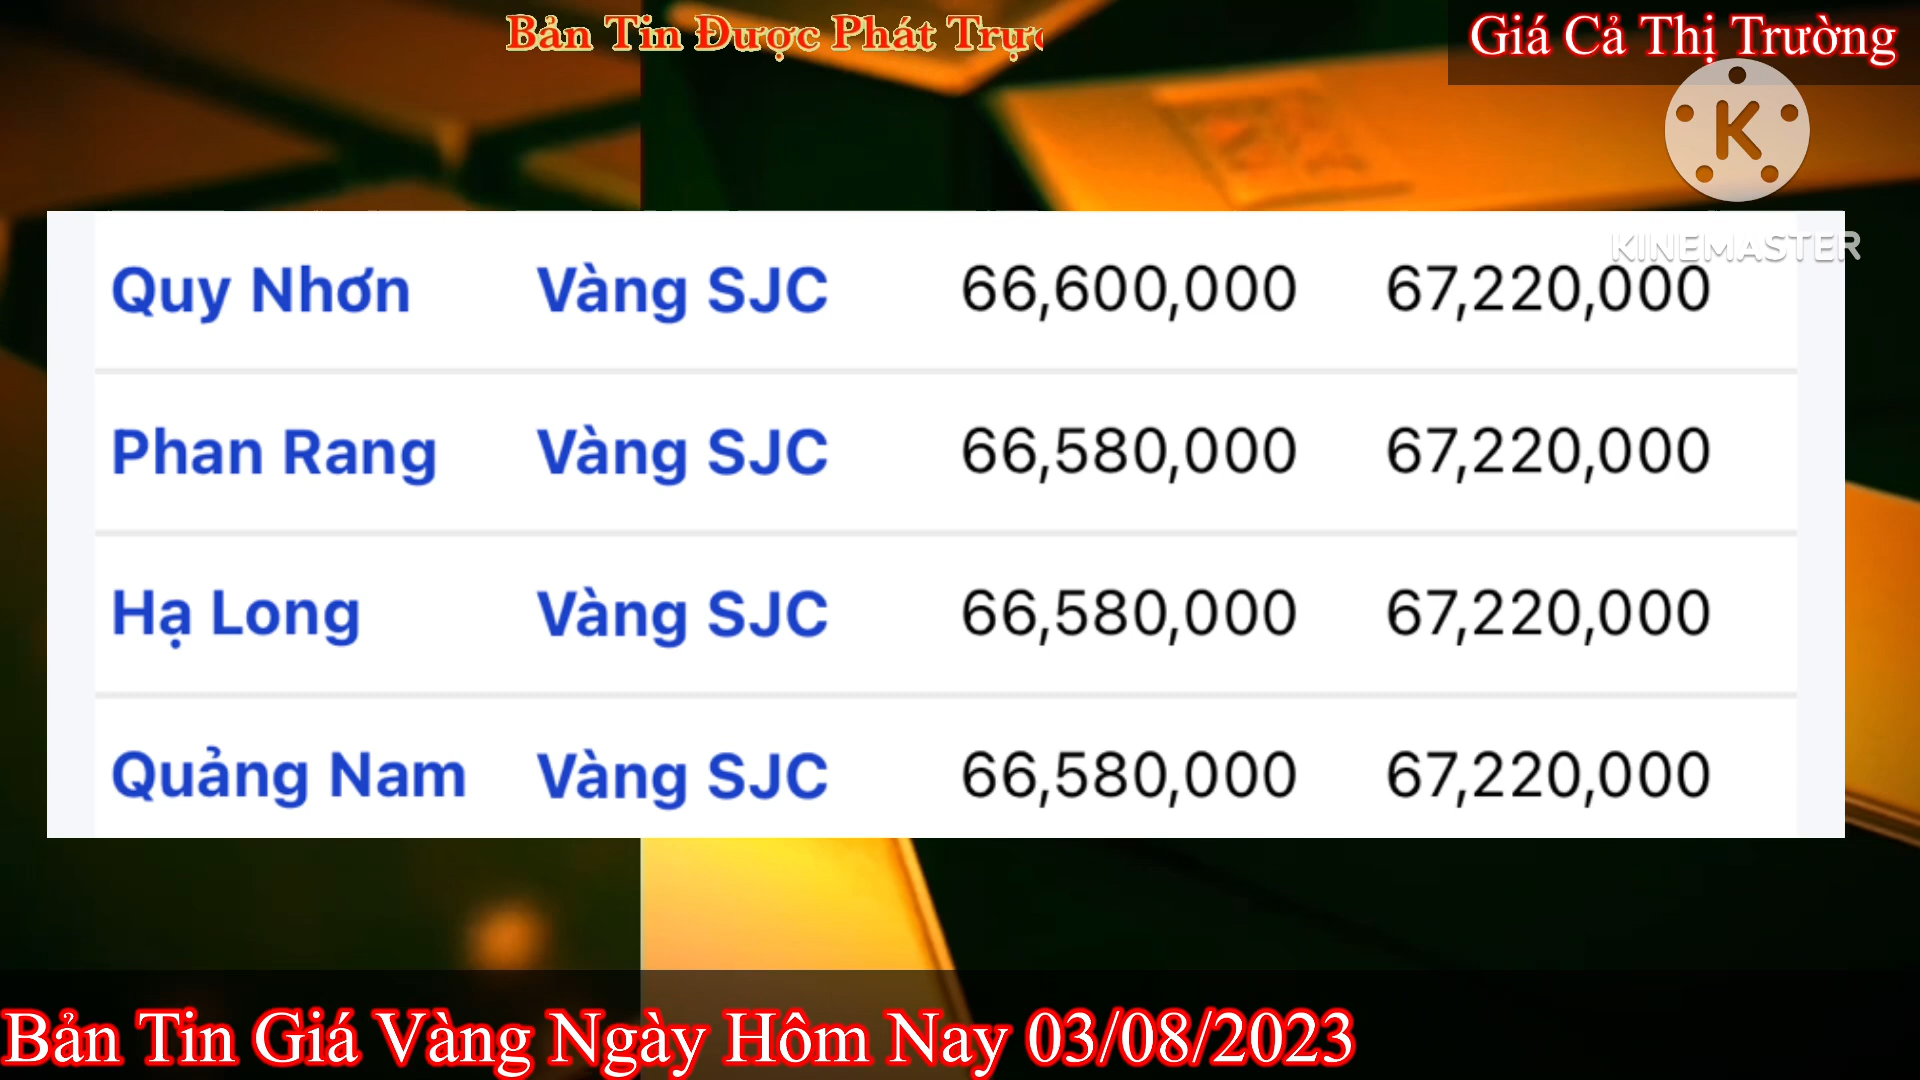 Bản Tin Được Phát Trực
Giá Cả Thị Trường
K
KINEMASTER
Quy Nhơn Vàng SJC 66,600,000 67,220,000
Phan Rang Vàng SJC 66,580,000 67,220,000
Hạ Long Vàng SJC 66,580,000 67,220,000
Quảng Nam Vàng SJC 66,580,000 67,220,000
Bản Tin Giá Vàng Ngày Hôm Nay 03/08/2023